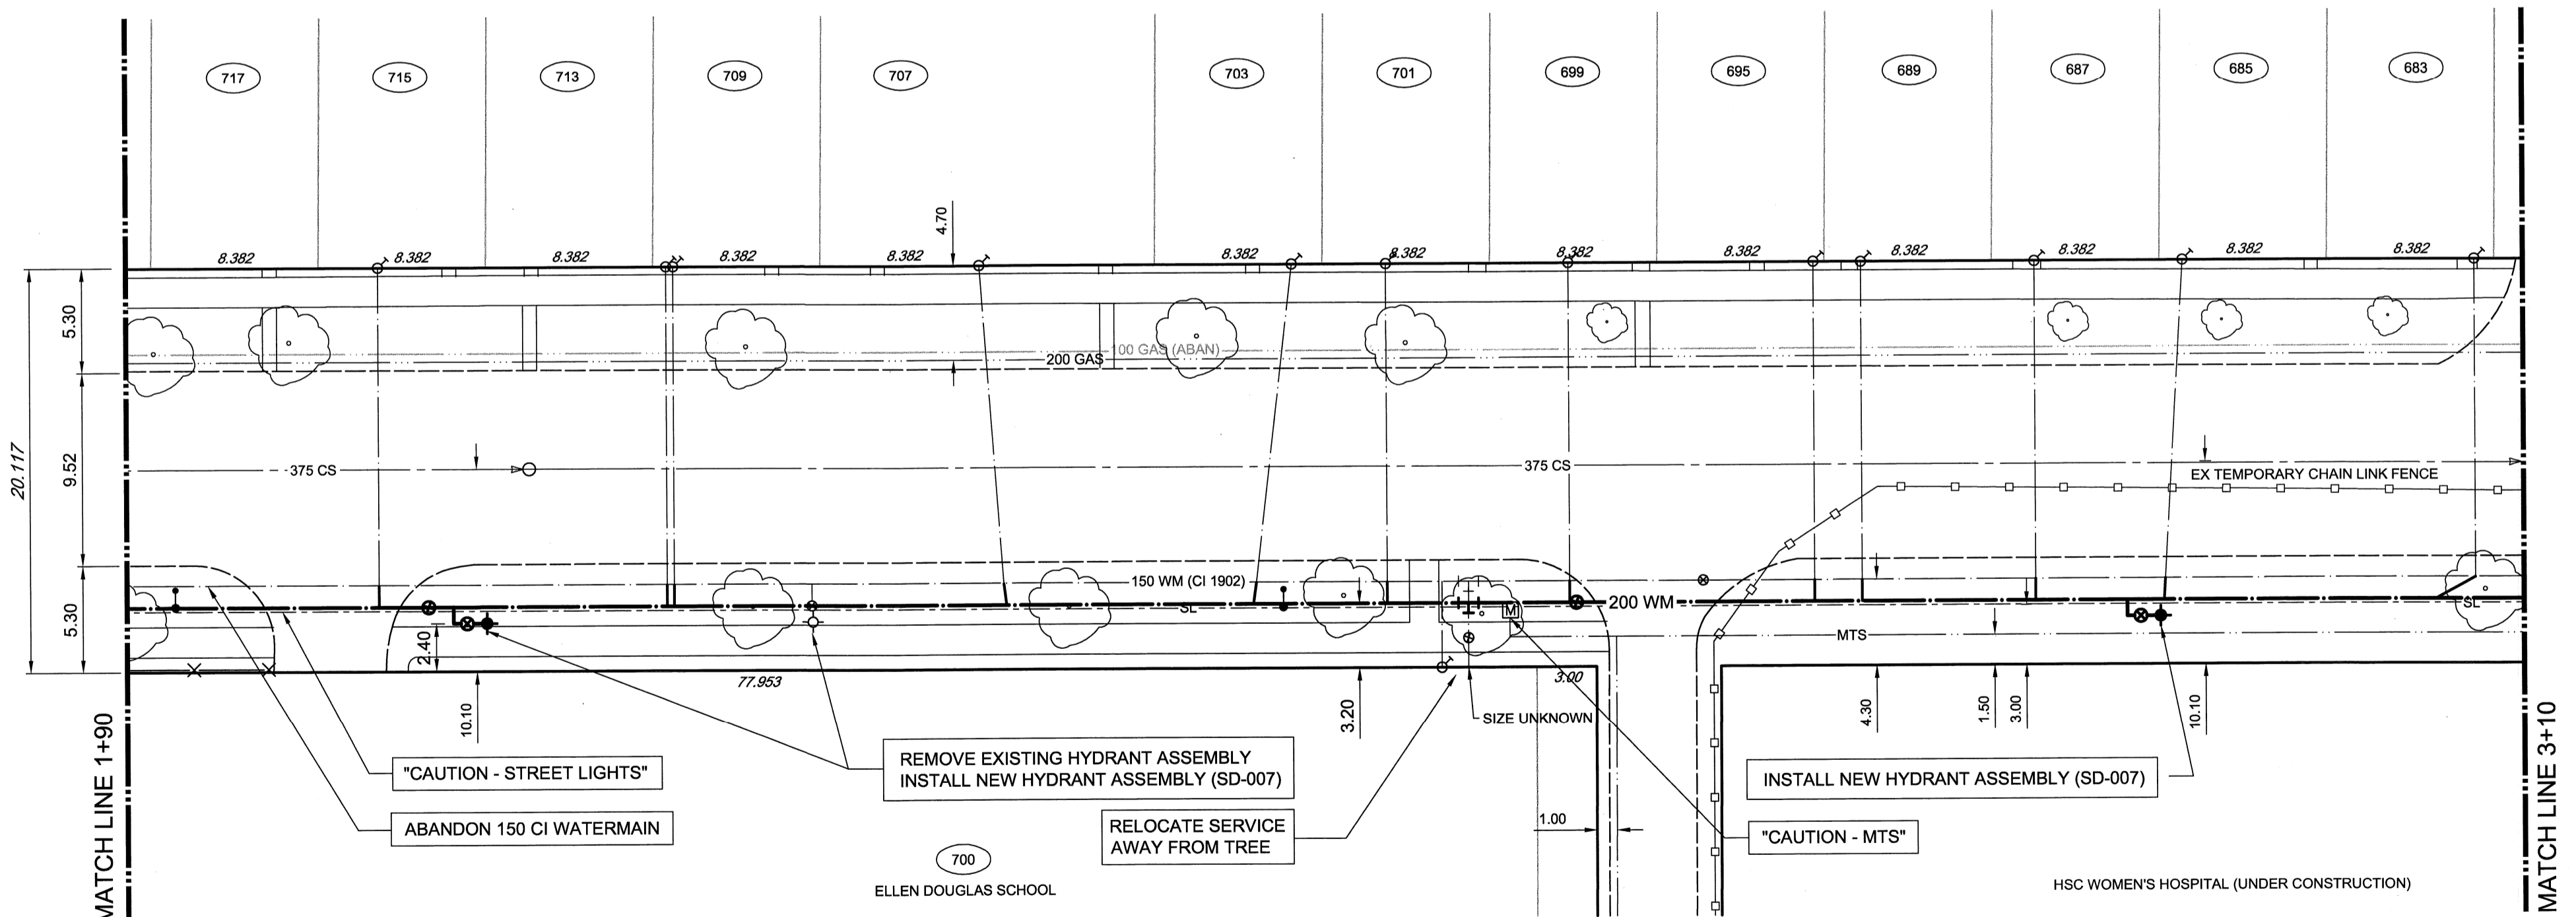 717
715
713
709
707
703
701
699
695
689
687
685
683
4.70
8.382
8.382
8.382
8.382
8.382
8.382
8.382
8.382
8.382
8.382
8.382
8.382
8.382
5.30
9.52
5.30
20.117
200 GAS
100 GAS (ABAN)
375 CS
375 CS
EX TEMPORARY CHAIN LINK FENCE
150 WM (CI 1902)
SL
200 WM
M
SL
MTS
2.40
77.953
3.00
10.10
3.20
SIZE UNKNOWN
4.30
1.50
3.00
10.10
MATCH LINE 1+90
MATCH LINE 3+10
"CAUTION - STREET LIGHTS"
ABANDON 150 CI WATERMAIN
REMOVE EXISTING HYDRANT ASSEMBLY
INSTALL NEW HYDRANT ASSEMBLY (SD-007)
RELOCATE SERVICE
AWAY FROM TREE
INSTALL NEW HYDRANT ASSEMBLY (SD-007)
1.00
"CAUTION - MTS"
700
ELLEN DOUGLAS SCHOOL
HSC WOMEN'S HOSPITAL (UNDER CONSTRUCTION)